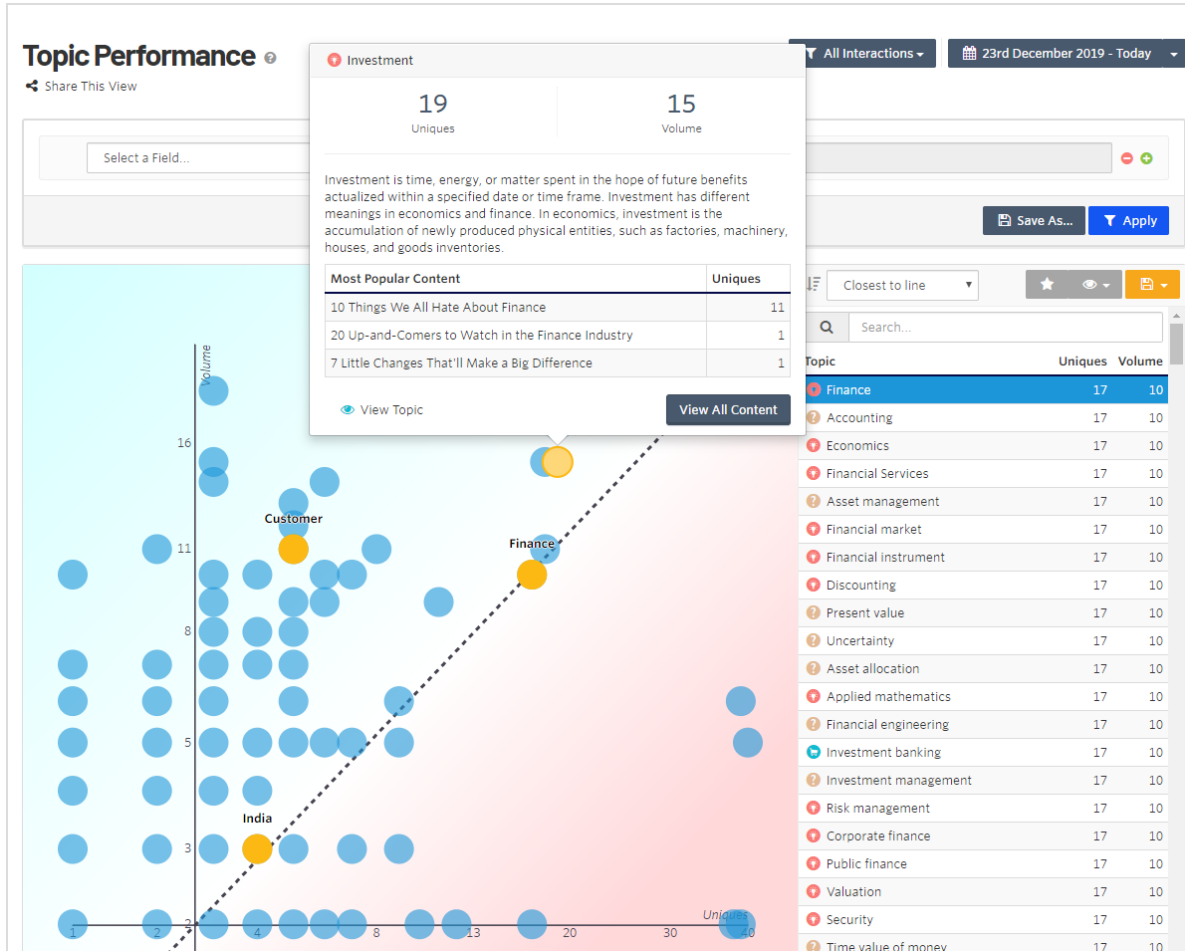 Topic Performance
Share This View
All Interactions
23rd December 2019 - Today
Select a Field...
Save As...
Apply
Investment
19
Uniques
15
Volume
Investment is time, energy, or matter spent in the hope of future benefits
actualized within a specified date or time frame. Investment has different
meanings in economics and finance. In economics, investment is the
accumulation of newly produced physical entities, such as factories, machinery,
houses, and goods inventories.
Most Popular Content Uniques
10 Things We All Hate About Finance 11
20 Up-and-Comers to Watch in the Finance Industry 1
7 Little Changes That'll Make a Big Difference 1
View Topic
View All Content
Volume
16
Customer
11
Finance
8
5
India
3
2
Uniques
1 2 4 8 13 20 30 40
Closest to line
Search...
Topic Uniques Volume
Finance 17 10
Accounting 17 10
Economics 17 10
Financial Services 17 10
Asset management 17 10
Financial market 17 10
Financial instrument 17 10
Discounting 17 10
Present value 17 10
Uncertainty 17 10
Asset allocation 17 10
Applied mathematics 17 10
Financial engineering 17 10
Investment banking 17 10
Investment management 17 10
Risk management 17 10
Corporate finance 17 10
Public finance 17 10
Valuation 17 10
Security 17 10
Time value of money 17 10